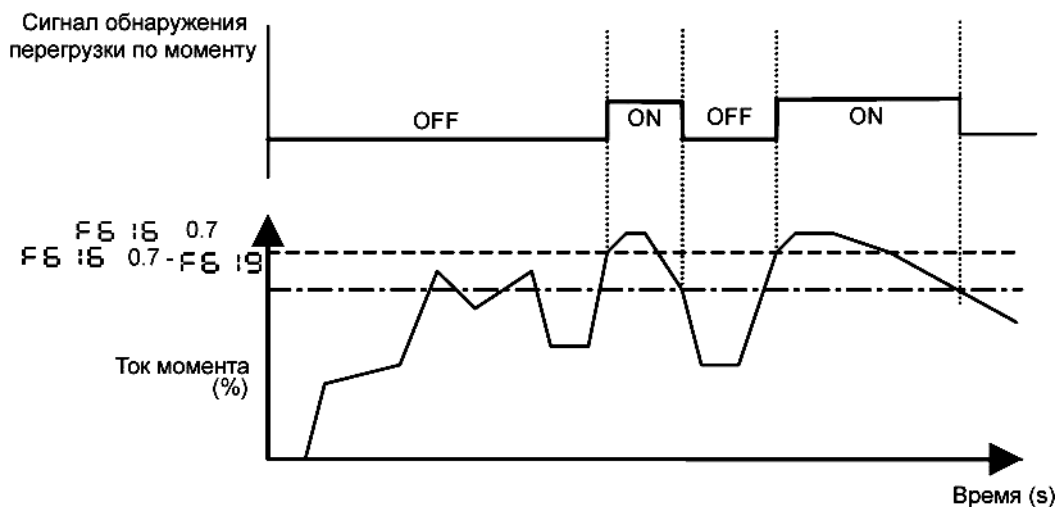 Сигнал обнаружения
перегрузки по моменту
OFF
ON
OFF
ON
F616 0.7
F616 0.7 - F619
Ток момента
(%)
Время (s)